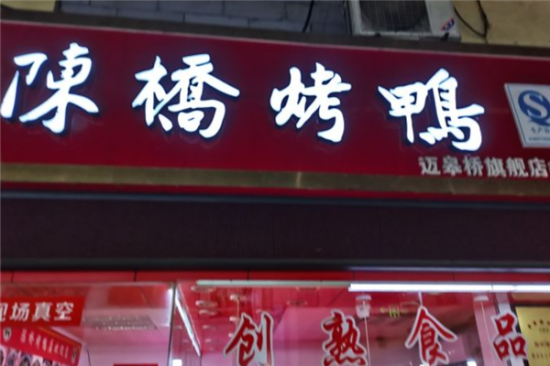 陳橋烤鴨
迈皋桥旗舰店
现场真空
创熟食品